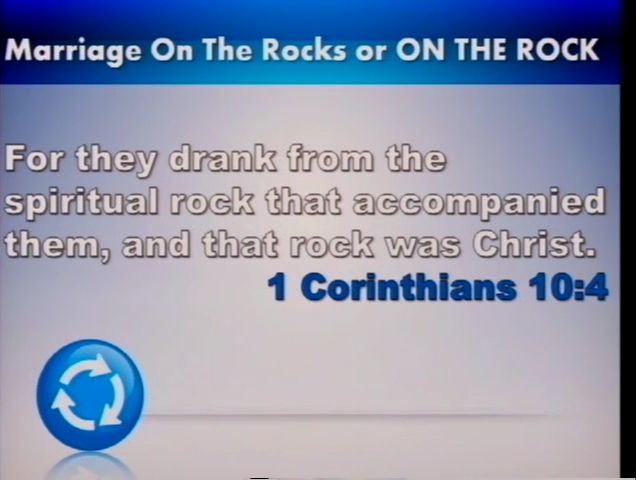 Marriage On The Rocks or ON THE ROCK
For they drank from the
spiritual rock that accompanied
them, and that rock was Christ.
1 Corinthians 10:4